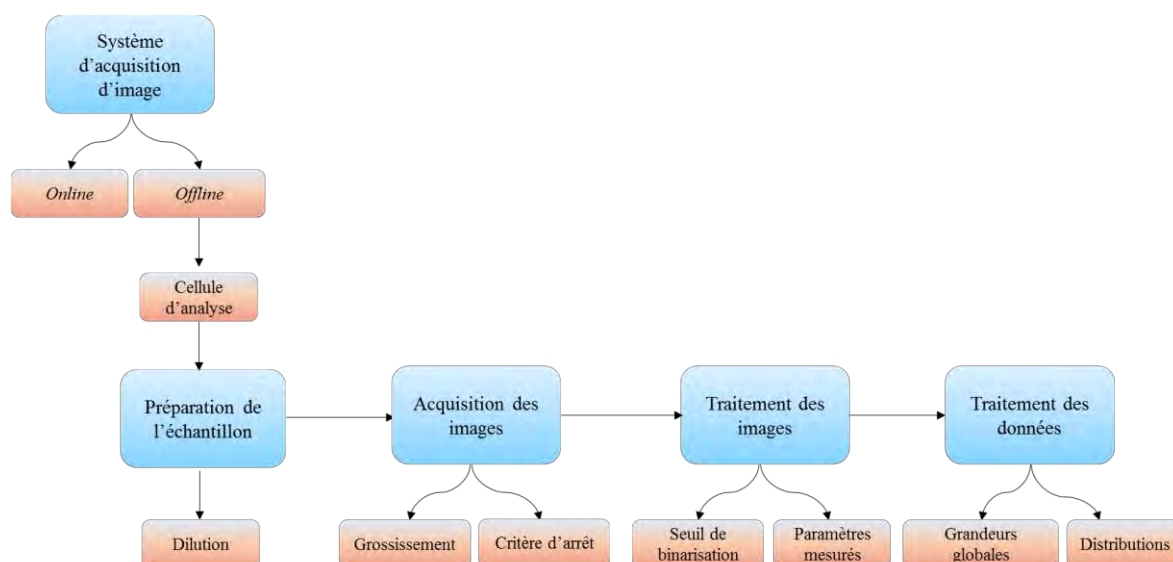 Système
d’acquisition
d’image
Online
Offline
Cellule
d’analyse
Préparation de
l’échantillon
Acquisition des
images
Traitement des
images
Traitement des
données
Dilution
Grossissement
Critère d’arrêt
Seuil de
binarisation
Paramètres
mesurés
Grandeurs
globales
Distributions